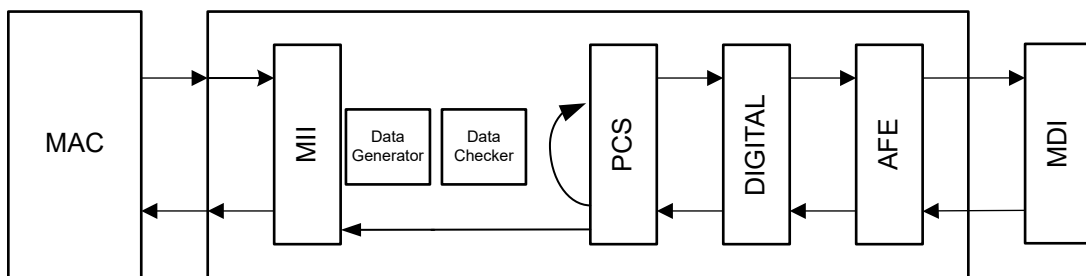 MAC
MII
Data
Generator
Data
Checker
PCS
DIGITAL
AFE
MDI